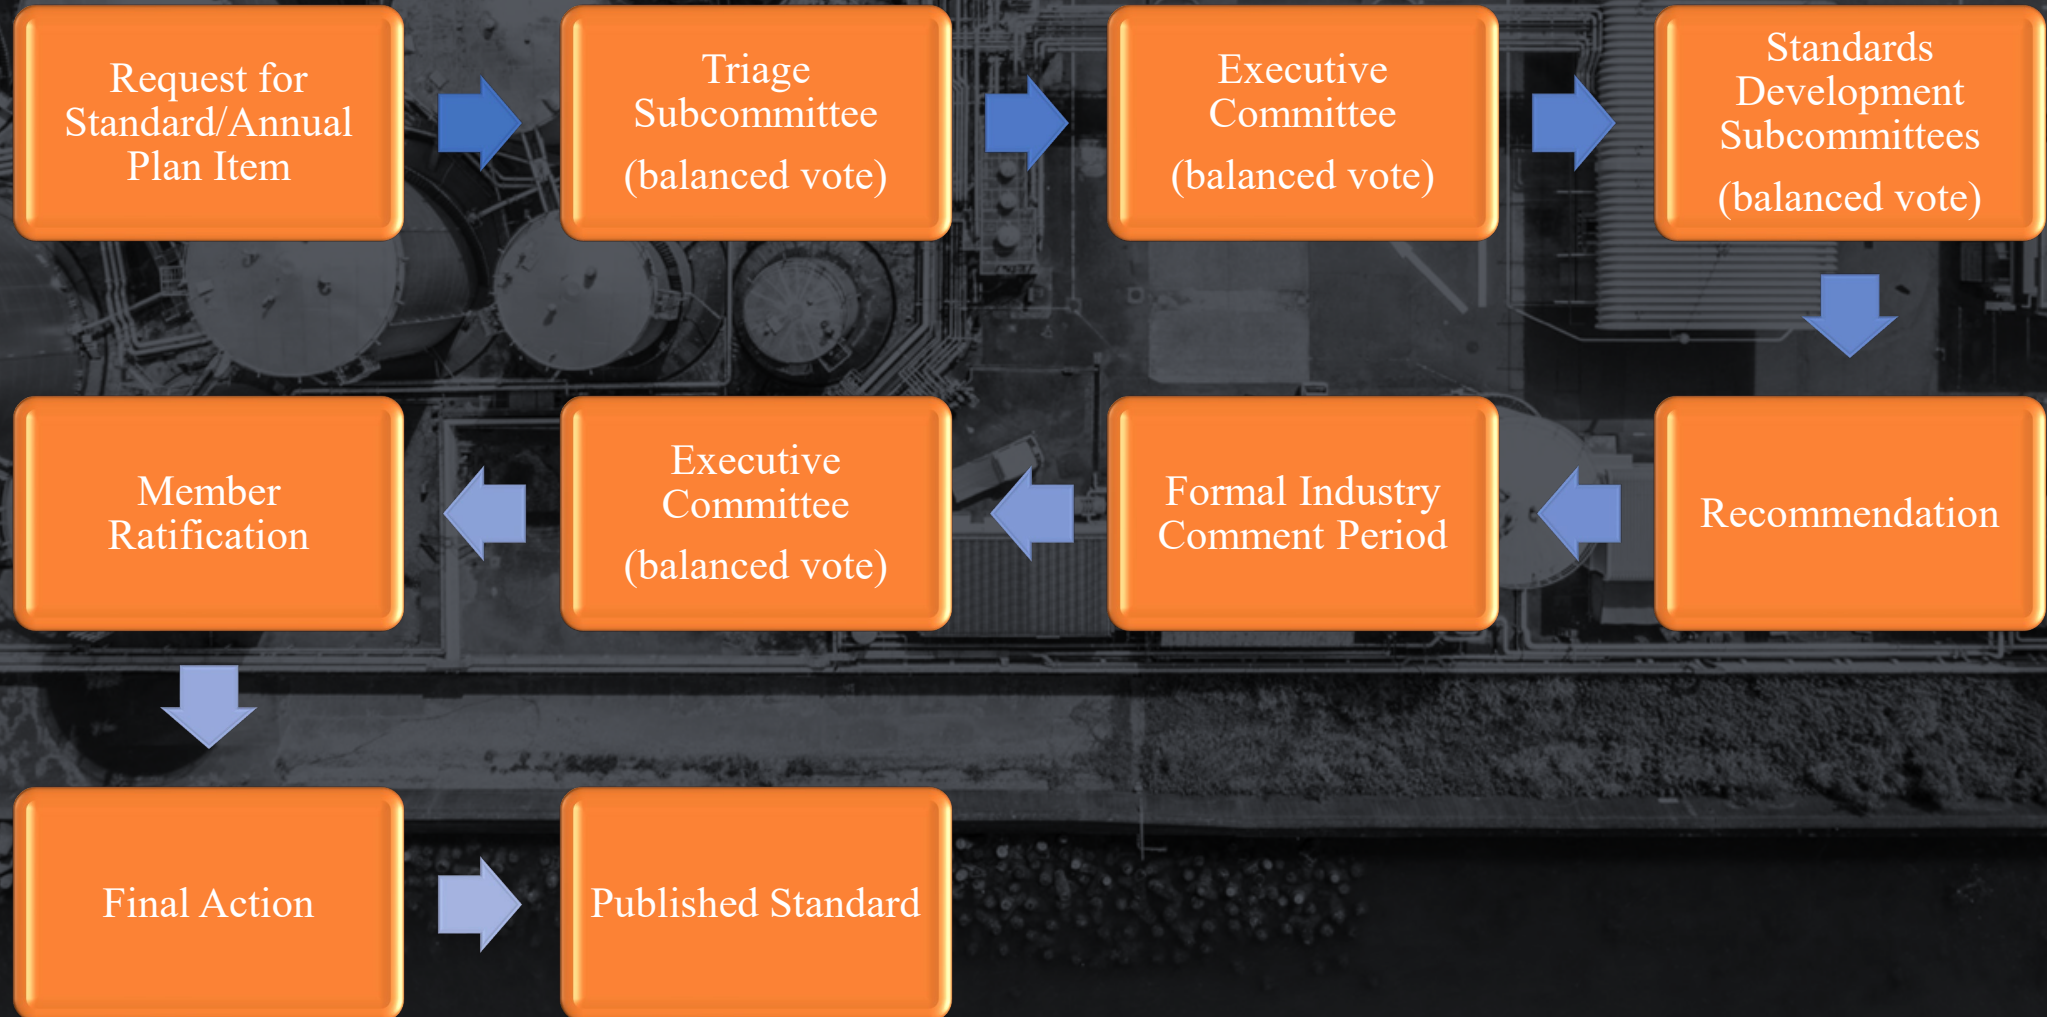 Request for
Standard/Annual
Plan Item
Triage
Subcommittee
(balanced vote)
Executive
Committee
(balanced vote)
Standards
Development
Subcommittees
(balanced vote)
Recommendation
Formal Industry
Comment Period
Executive
Committee
(balanced vote)
Member
Ratification
Final Action
Published Standard